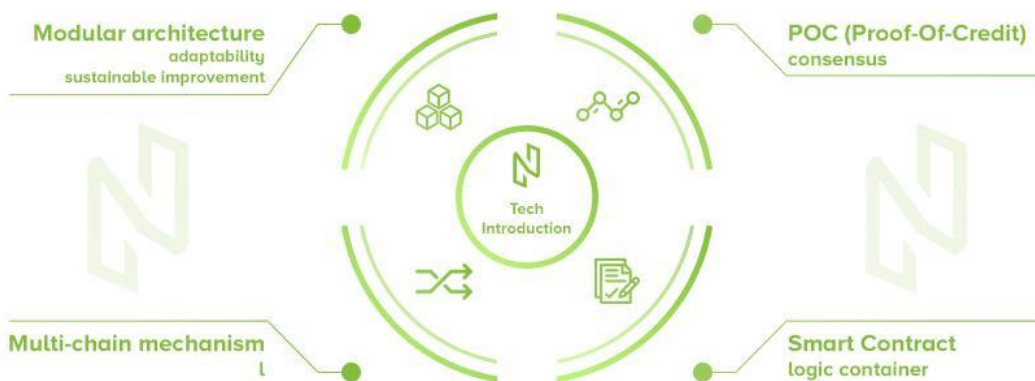 Modular architecture
adaptability
sustainable improvement
POC (Proof-Of-Credit)
consensus
Tech
Introduction
Multi-chain mechanism
l
Smart Contract
logic container